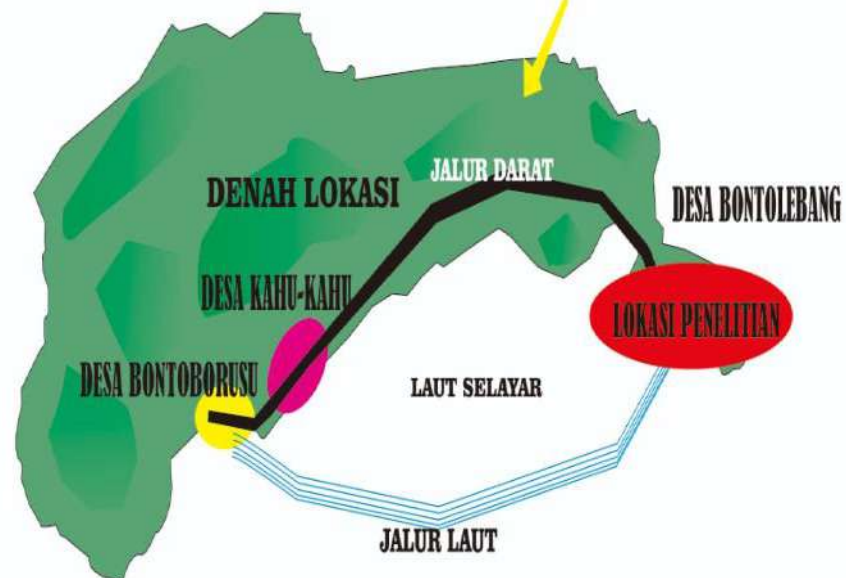 JALUR DARAT
DENAH LOKASI
DESA BONTOLEBANG
DESA KAHU-KAHU
LOKASI PENELITIAN
DESA BONTOBORUSU
LAUT SELAYAR
JALUR LAUT